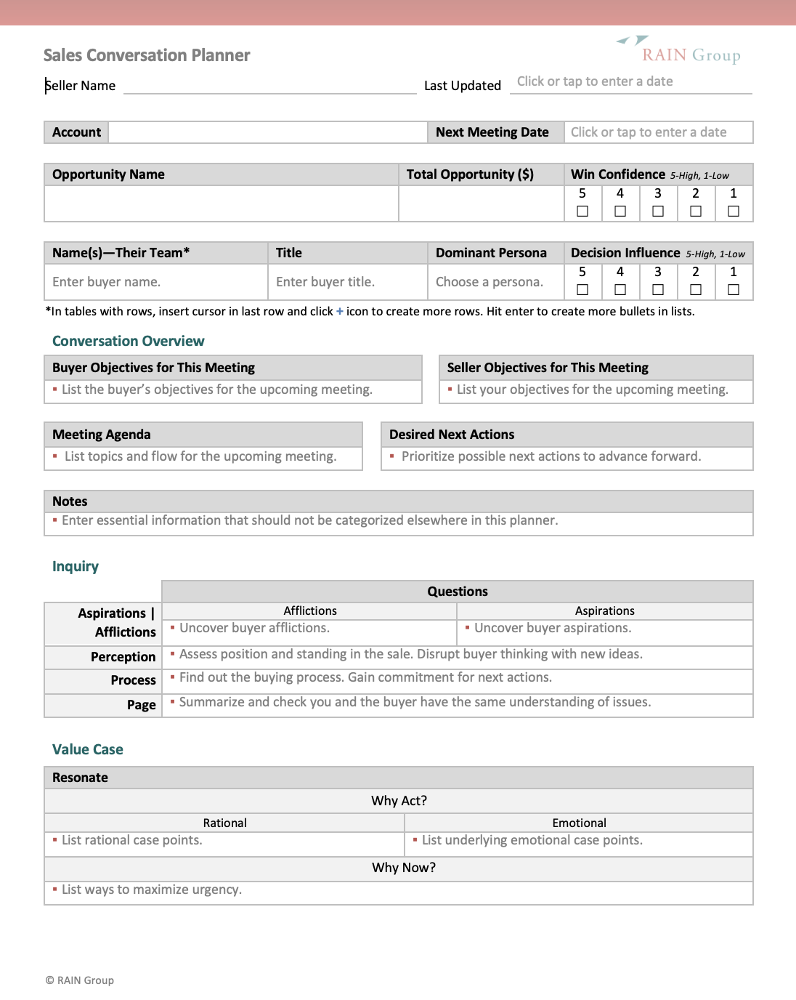 Sales Conversation Planner
RAIN Group
Seller Name
Last Updated Click or tap to enter a date
Account
Next Meeting Date Click or tap to enter a date
Opportunity Name Total Opportunity ($) Win Confidence 5-High, 1-Low
5 4 3 2 1
☐ ☐ ☐ ☐ ☐
Name(s)—Their Team* Title Dominant Persona Decision Influence 5-High, 1-Low
Enter buyer name. Enter buyer title. Choose a persona. 5 4 3 2 1
☐ ☐ ☐ ☐ ☐
*In tables with rows, insert cursor in last row and click + icon to create more rows. Hit enter to create more bullets in lists.
Conversation Overview
Buyer Objectives for This Meeting
▪ List the buyer’s objectives for the upcoming meeting.
Seller Objectives for This Meeting
▪ List your objectives for the upcoming meeting.
Meeting Agenda
▪ List topics and flow for the upcoming meeting.
Desired Next Actions
▪ Prioritize possible next actions to advance forward.
Notes
▪ Enter essential information that should not be categorized elsewhere in this planner.
Inquiry
Questions
Aspirations |
Afflictions
Afflictions Aspirations
▪ Uncover buyer afflictions. ▪ Uncover buyer aspirations.
Perception ▪ Assess position and standing in the sale. Disrupt buyer thinking with new ideas.
Process ▪ Find out the buying process. Gain commitment for next actions.
Page ▪ Summarize and check you and the buyer have the same understanding of issues.
Value Case
Resonate
Why Act?
Rational Emotional
▪ List rational case points. ▪ List underlying emotional case points.
Why Now?
▪ List ways to maximize urgency.
© RAIN Group